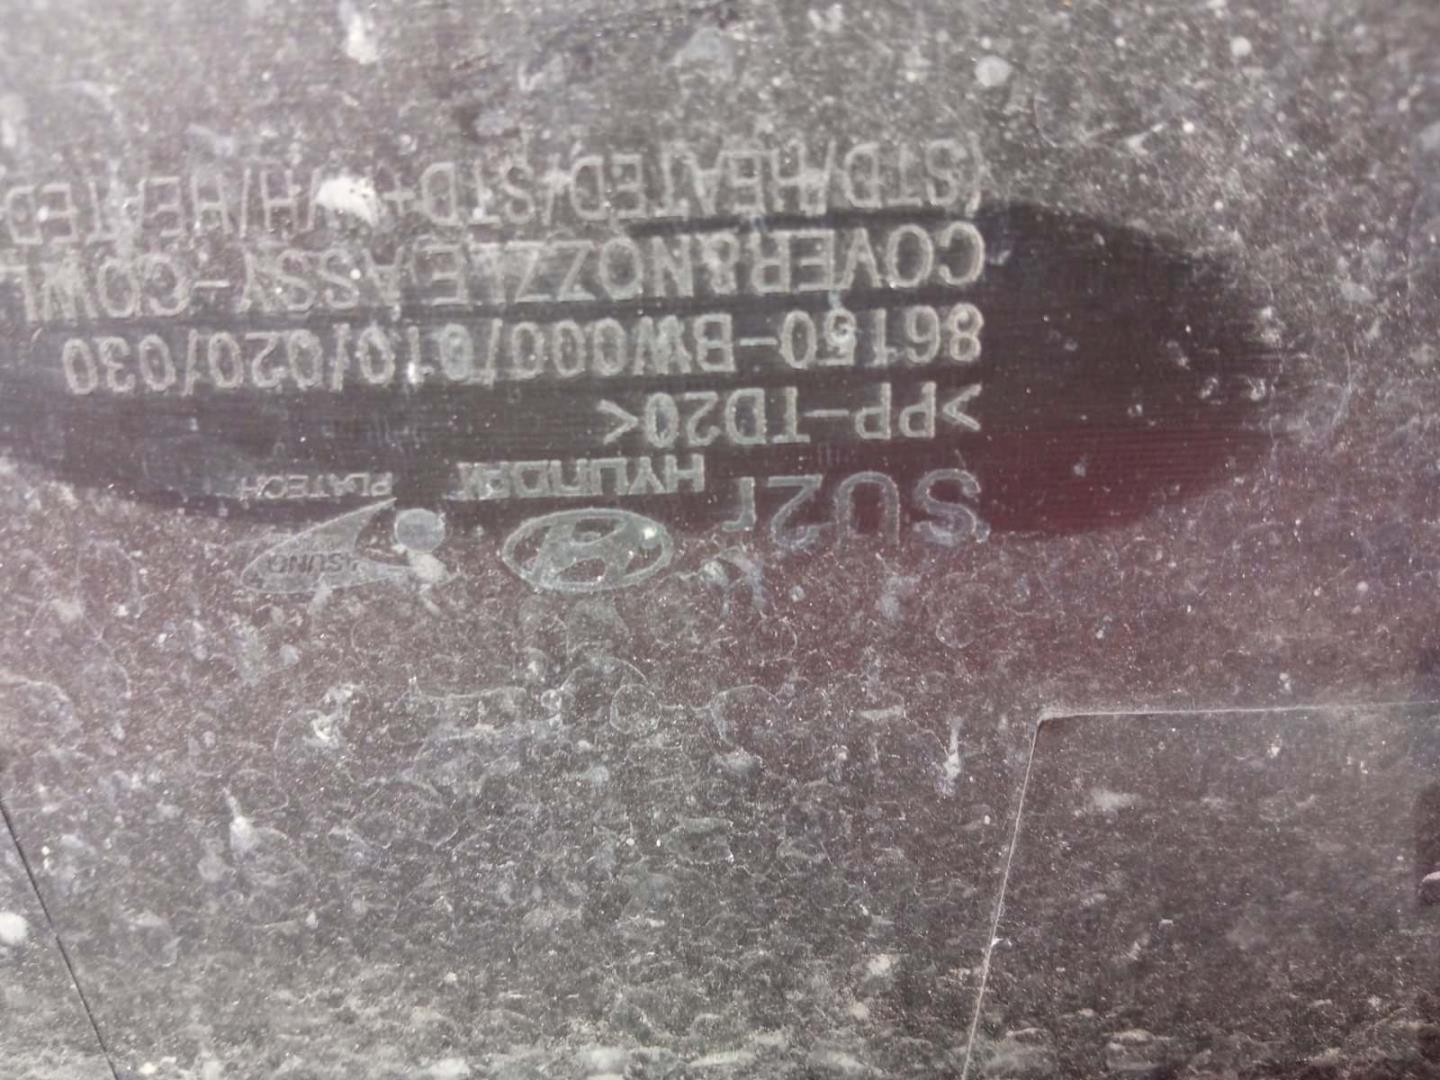 SU2r HYUNDAI PLATECH
>PP-TD20<
86150-BW000/010/020/030
COVER&NOZZLE ASSY-COWL
(STD/HEATED/STD+ /HEATED